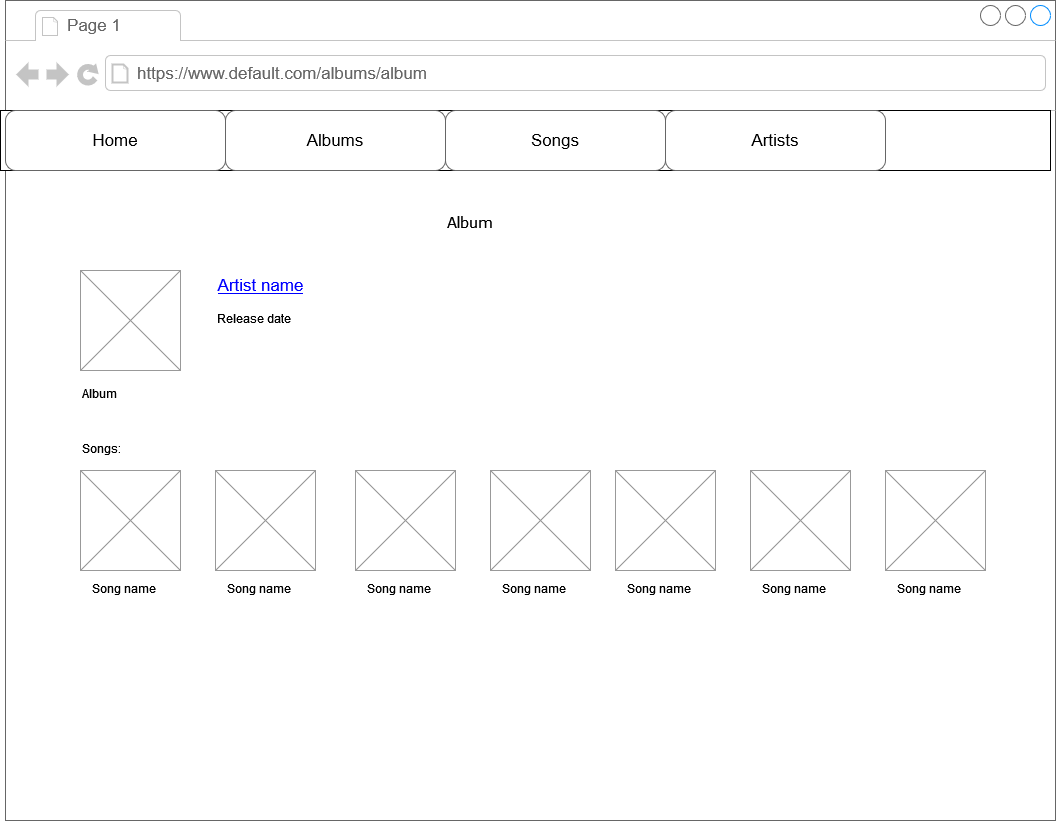 Page 1
https://www.default.com/albums/album
Home Albums Songs Artists
Album
Artist name
Release date
Album
Songs:
Song name Song name Song name Song name Song name Song name Song name